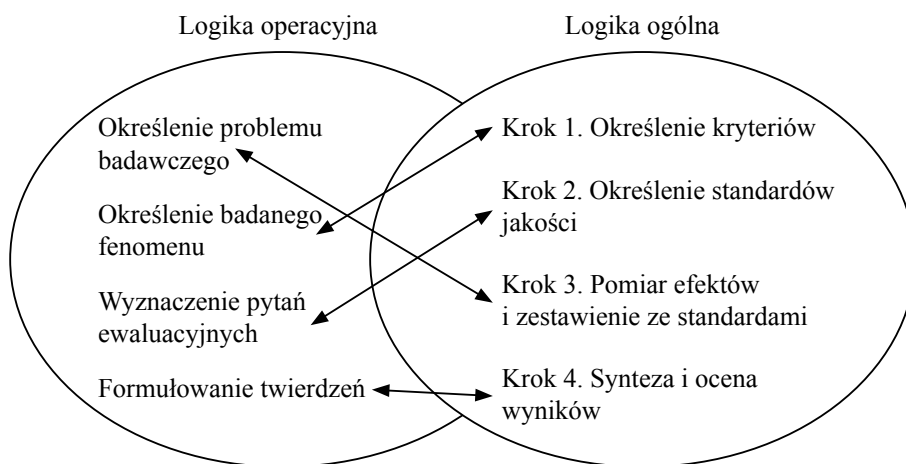 Logika operacyjna
Logika ogólna
Określenie problemu
badawczego
Określenie badanego
fenomenu
Wyznaczenie pytań
ewaluacyjnych
Formułowanie twierdzeń
Krok 1. Określenie kryteriów
Krok 2. Określenie standardów
jakości
Krok 3. Pomiar efektów
i zestawienie ze standardami
Krok 4. Synteza i ocena
wyników